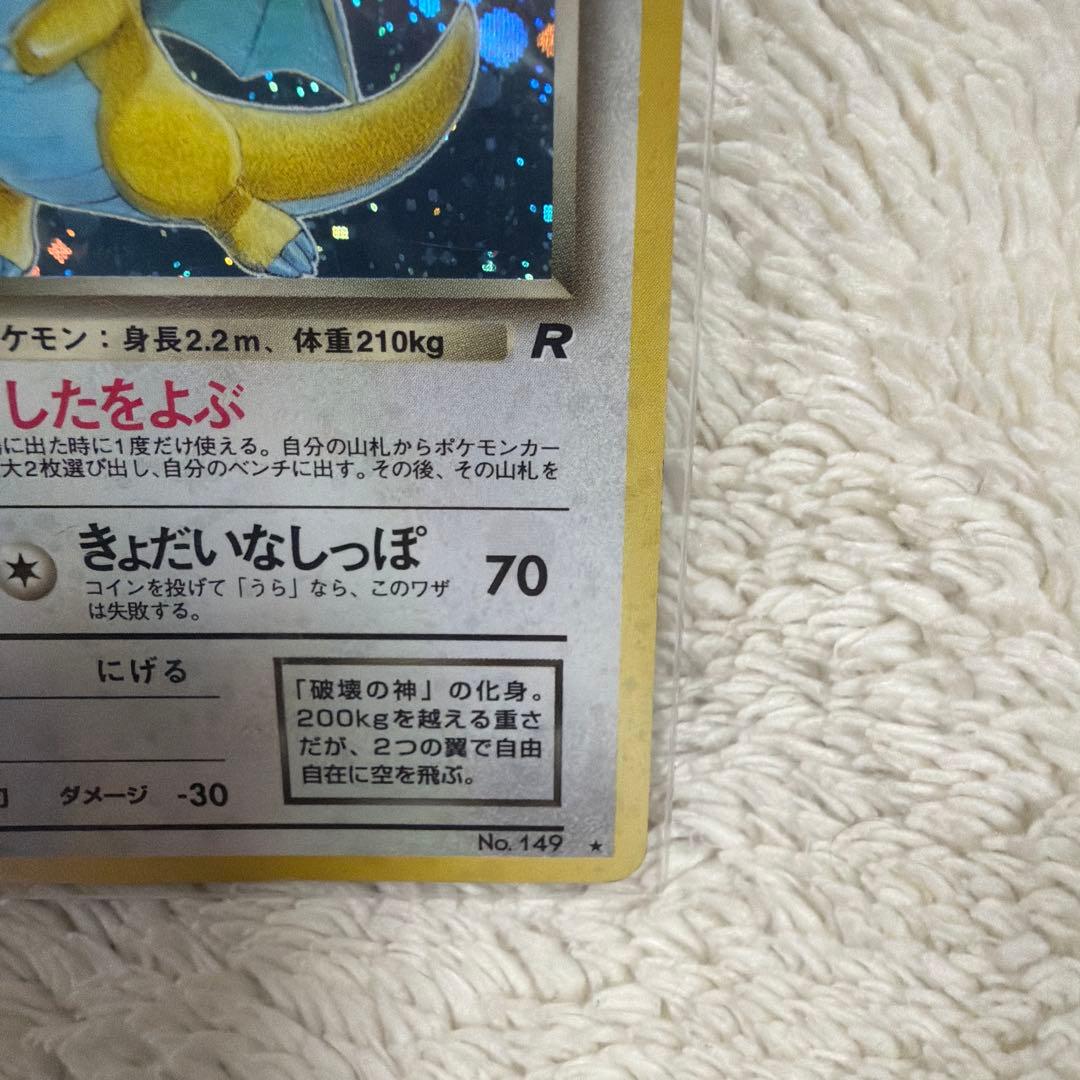 ケモン：身長2.2m、体重210kg
R
したをよぶ
に出た時に1度だけ使える。自分の山札からポケモンカー
大2枚選び出し、自分のベンチに出す。その後、その山札を
きょだいなしっぽ 70
コインを投げて「うら」なら、このワザ
は失敗する。
にげる
「破壊の神」の化身。
200kgを越える重さ
だが、2つの翼で自由
自在に空を飛ぶ。
ダメージ -30
No. 149 ★